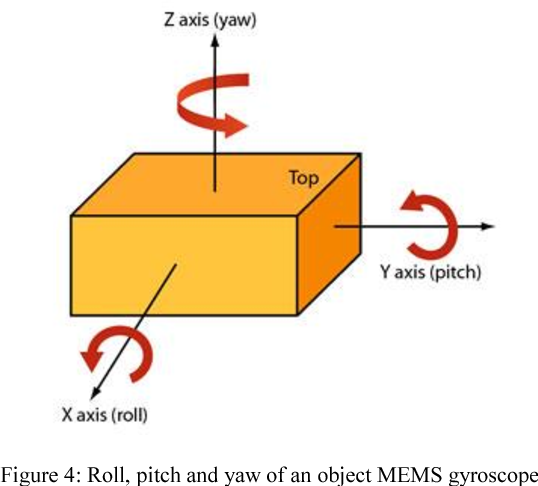 Z axis (yaw)
Top
Y axis (pitch)
X axis (roll)
Figure 4: Roll, pitch and yaw of an object MEMS gyroscope